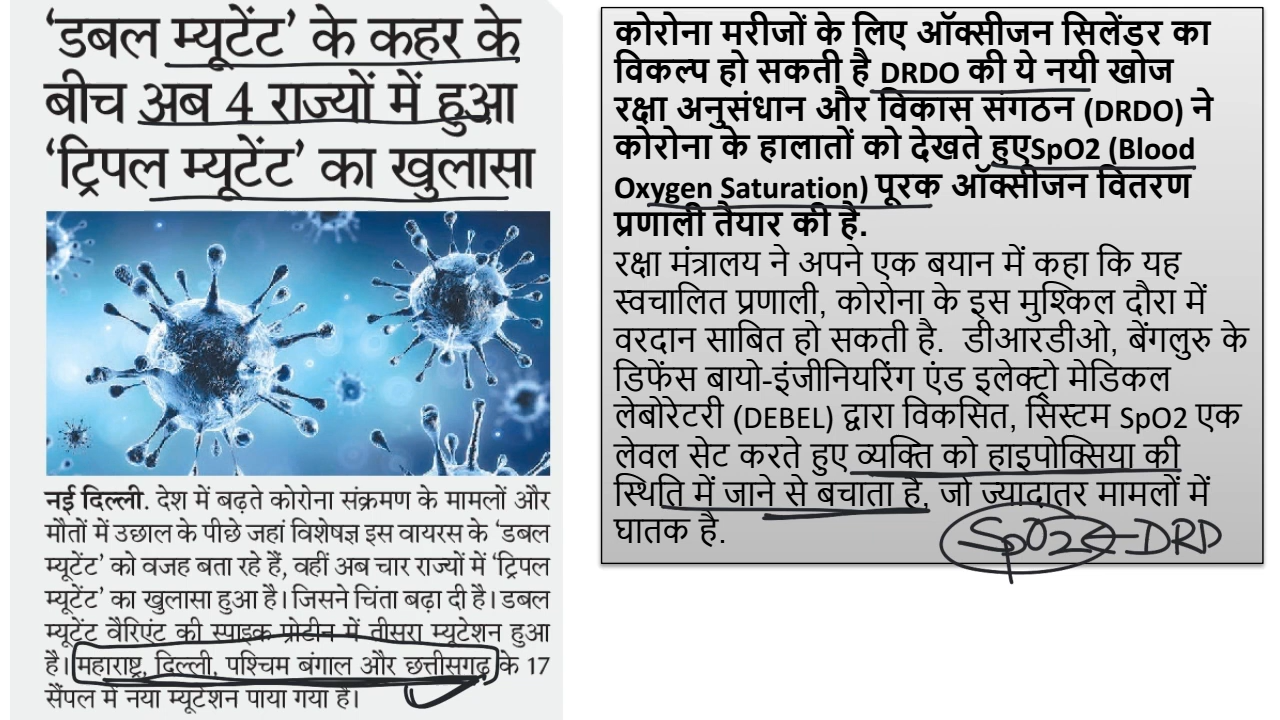 ‘डबल म्यूटेंट’ के कहर के
बीच अब 4 राज्यों में हुआ
‘ट्रिपल म्यूटेंट’ का खुलासा
नई दिल्ली. देश में बढ़ते कोरोना संक्रमण के मामलों और
मौतों में उछाल के पीछे जहां विशेषज्ञ इस वायरस के ‘डबल
म्यूटेंट’ को वजह बता रहे हैं, वहीं अब चार राज्यों में ‘ट्रिपल
म्यूटेंट’ का खुलासा हुआ है। जिसने चिंता बढ़ा दी है। डबल
म्यूटेंट वैरिएंट की स्पाइक प्रोटीन में तीसरा म्यूटेशन हुआ
है। महाराष्ट्र, दिल्ली, पश्चिम बंगाल और छत्तीसगढ़ के 17
सैंपल में नया म्यूटेशन पाया गया है।
कोरोना मरीजों के लिए ऑक्सीजन सिलेंडर का
विकल्प हो सकती है DRDO की ये नयी खोज
रक्षा अनुसंधान और विकास संगठन (DRDO) ने
कोरोना के हालातों को देखते हुएSpO2 (Blood
Oxygen Saturation) पूरक ऑक्सीजन वितरण
प्रणाली तैयार की है.
रक्षा मंत्रालय ने अपने एक बयान में कहा कि यह
स्वचालित प्रणाली, कोरोना के इस मुश्किल दौरा में
वरदान साबित हो सकती है. डीआरडीओ, बेंगलुरु के
डिफेंस बायो-इंजीनियरिंग एंड इलेक्ट्रो मेडिकल
लेबोरेटरी (DEBEL) द्वारा विकसित, सिस्टम SpO2 एक
लेवल सेट करते हुए व्यक्ति को हाइपोक्सिया की
स्थिति में जाने से बचाता है, जो ज्यादातर मामलों में
घातक है.
SpO2 DRD